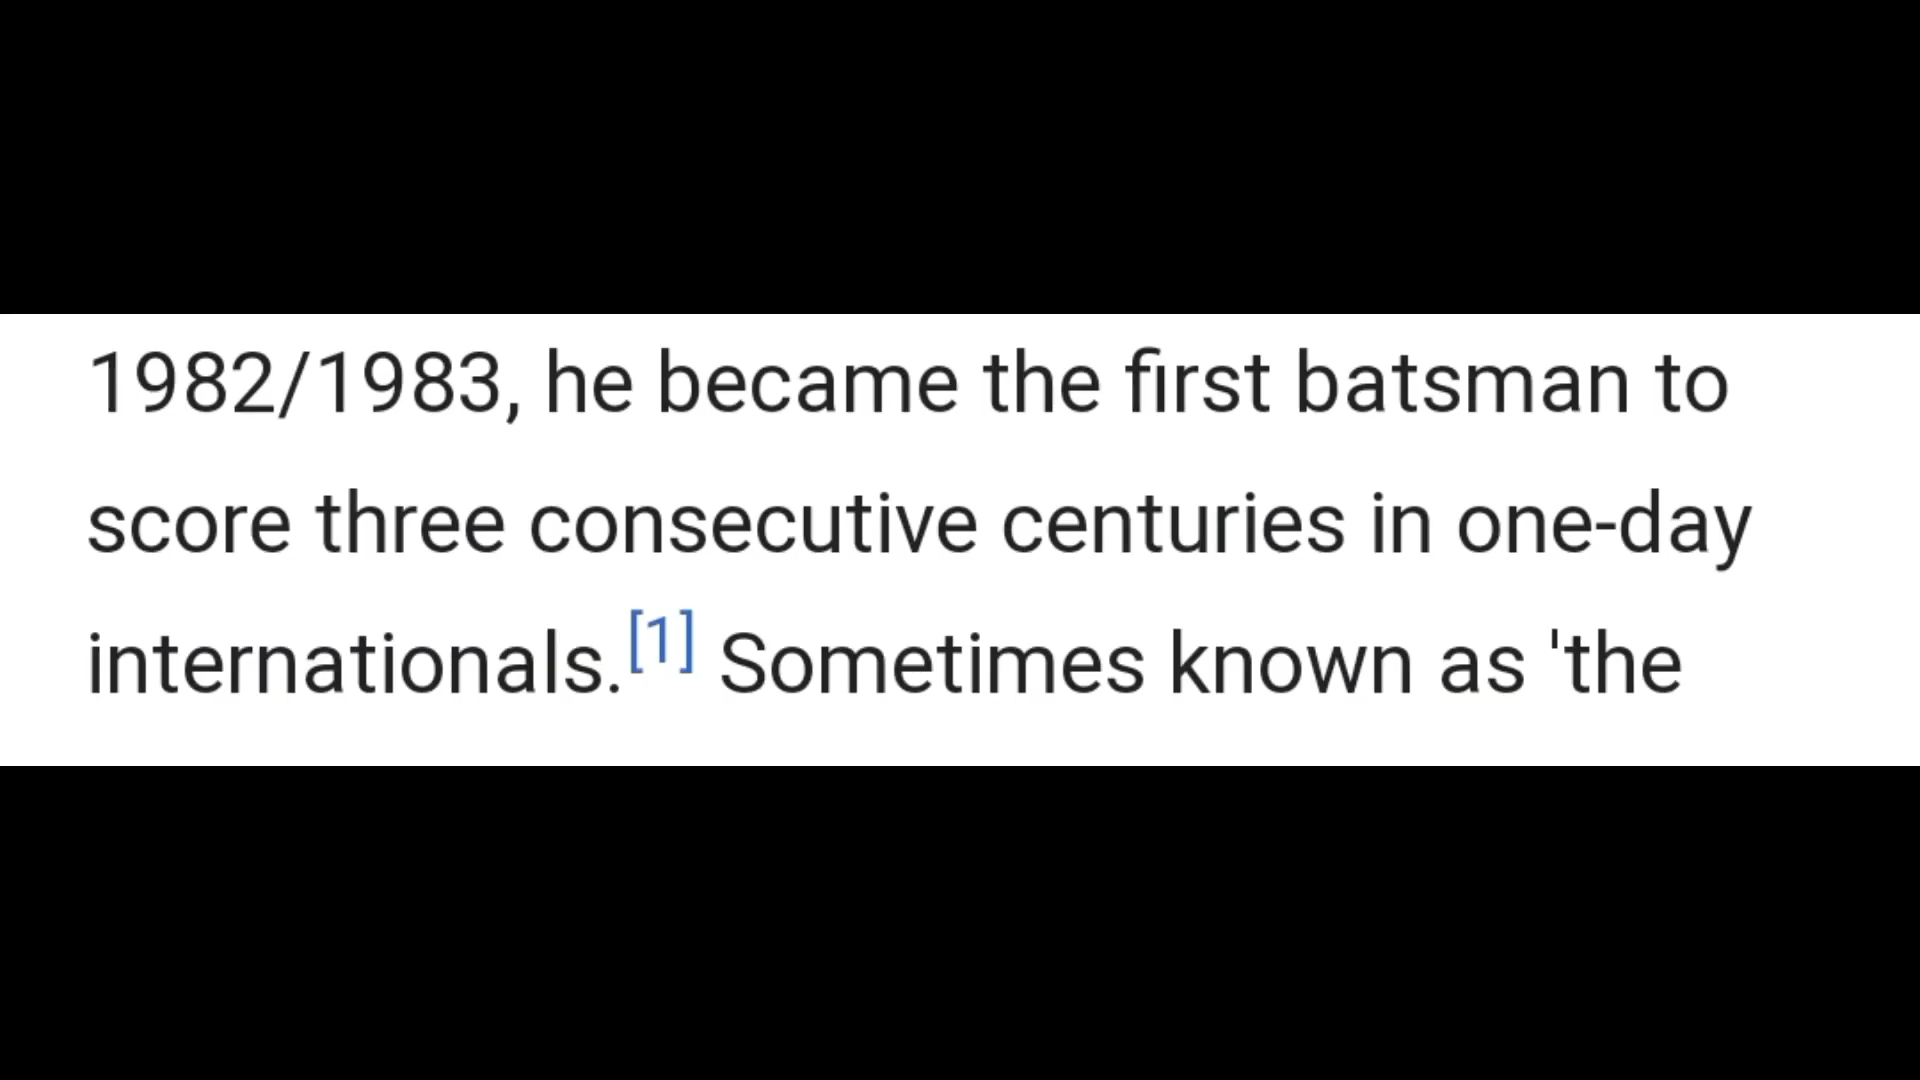 1982/1983, he became the first batsman to
score three consecutive centuries in one-day
internationals.[1] Sometimes known as 'the